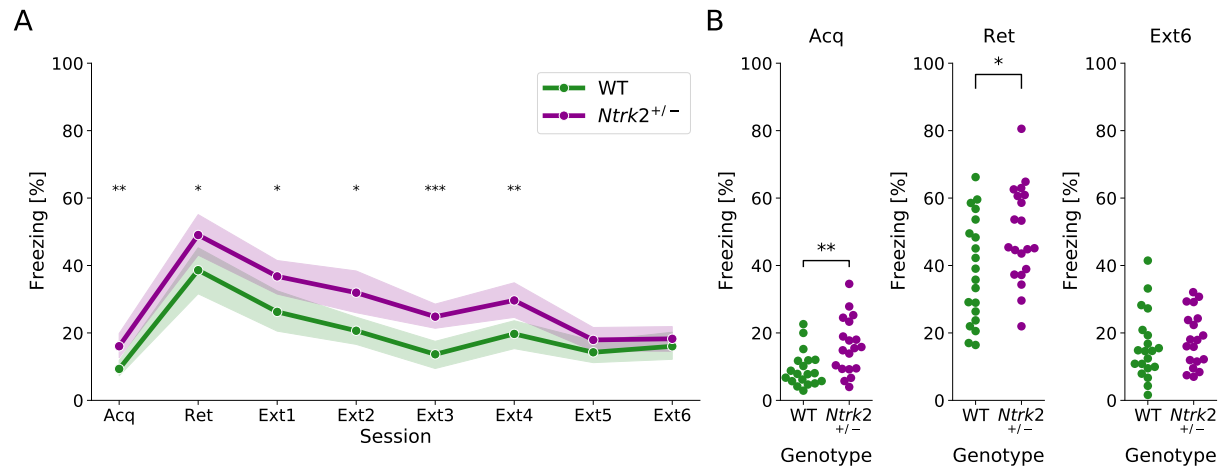 A
100
80
60
40
20
0
Freezing [%]
WT
Ntrk2+/−
**
*
*
*
***
**
Acq
Ret
Ext1
Ext2
Ext3
Ext4
Ext5
Ext6
Session
B
Acq
100
80
60
40
20
0
Freezing [%]
**
WT
Ntrk2
+/−
Genotype
Ret
100
80
60
40
20
0
Freezing [%]
*
WT
Ntrk2
+/−
Genotype
Ext6
100
80
60
40
20
0
Freezing [%]
WT
Ntrk2
+/−
Genotype